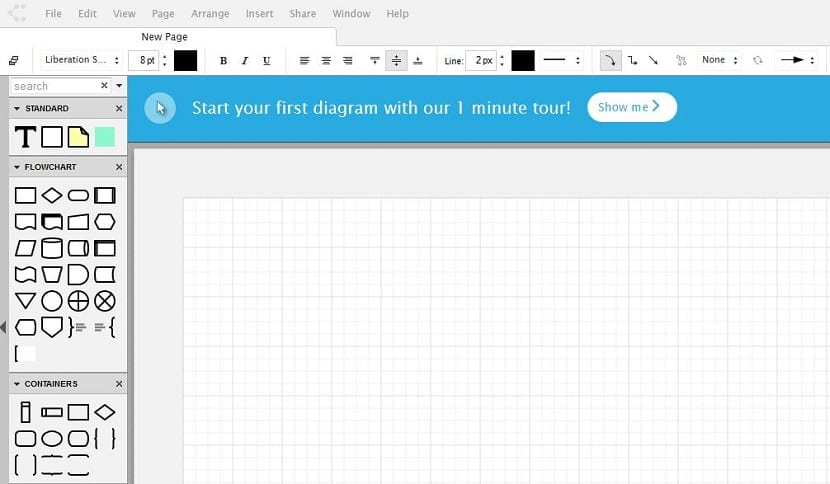 File Edit View Page Arrange Insert Share Window Help
New Page
Liberation S... 8 pt B I U Line: 2 px None
search
STANDARD
Start your first diagram with our 1 minute tour! Show me
T
FLOWCHART
CONTAINERS